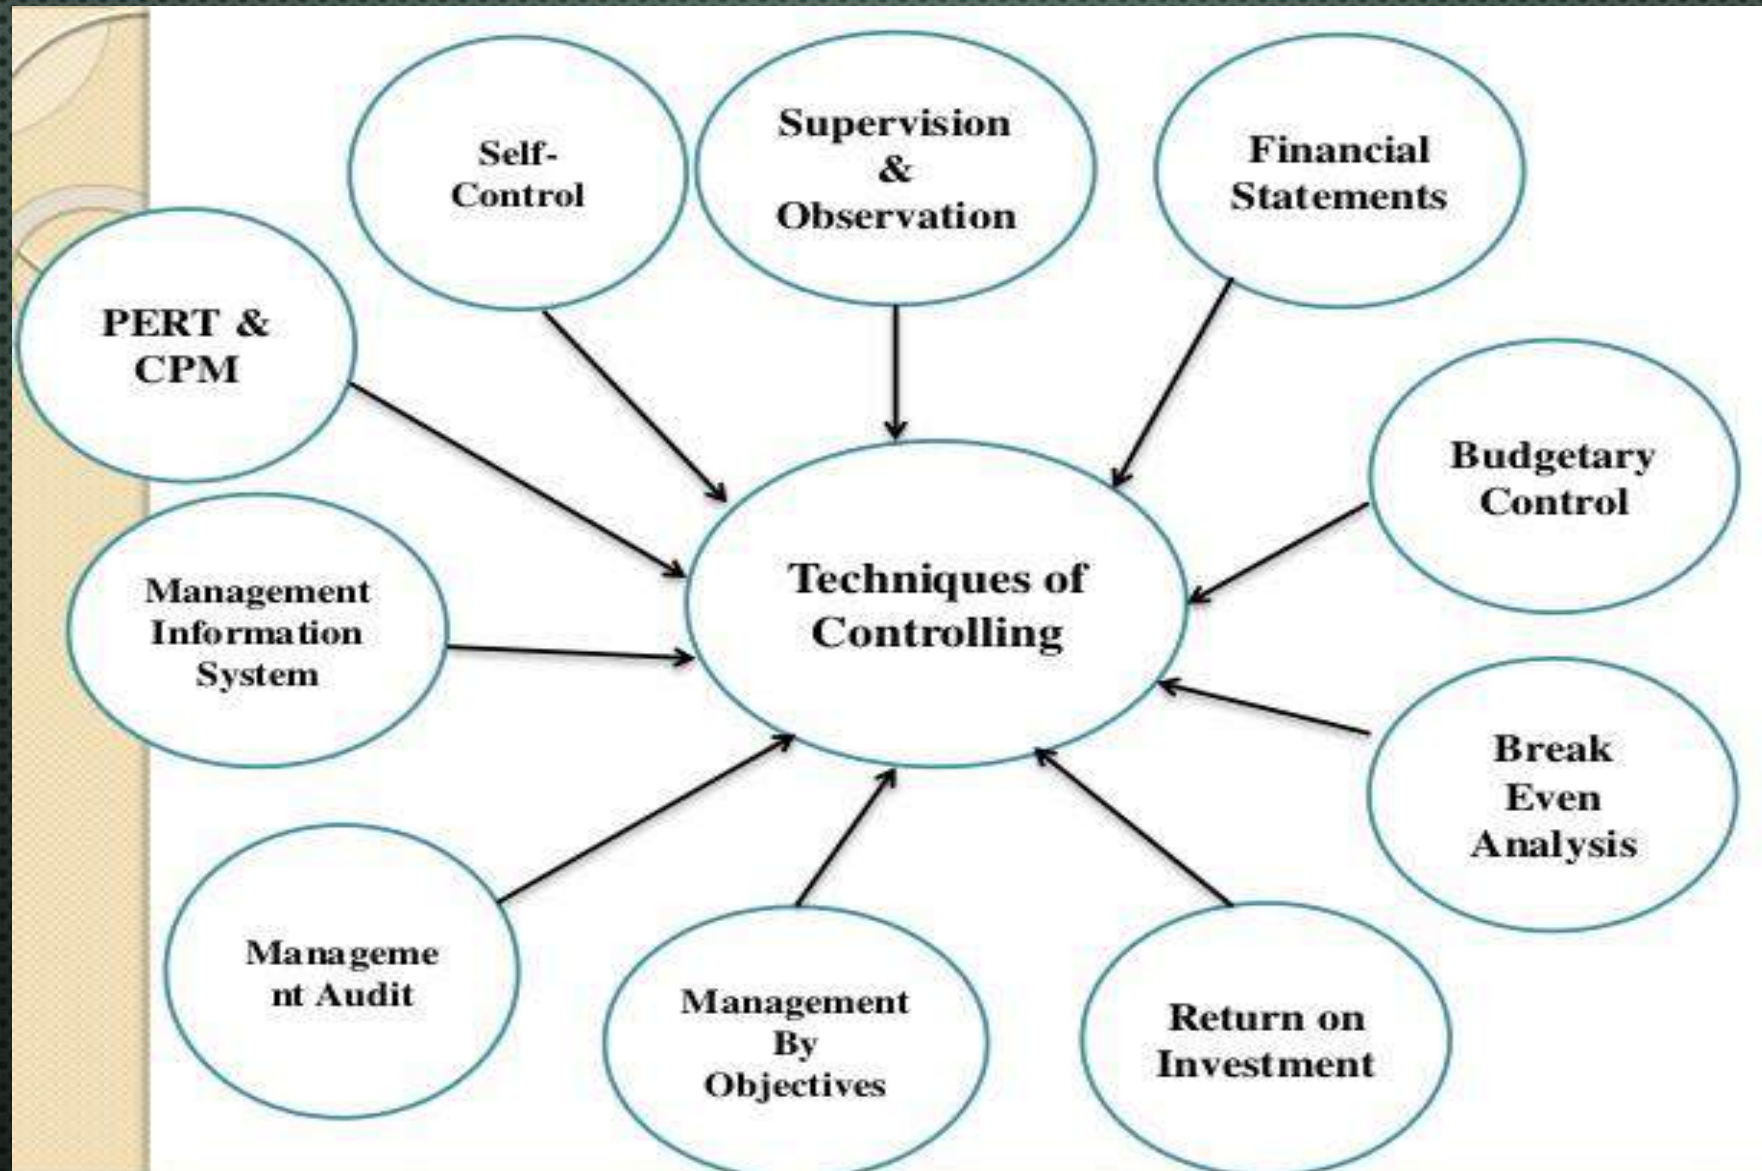 Self-
Control
Supervision
&
Observation
Financial
Statements
PERT &
CPM
Budgetary
Control
Management
Information
System
Techniques of
Controlling
Break
Even
Analysis
Manageme
nt Audit
Management
By
Objectives
Return on
Investment